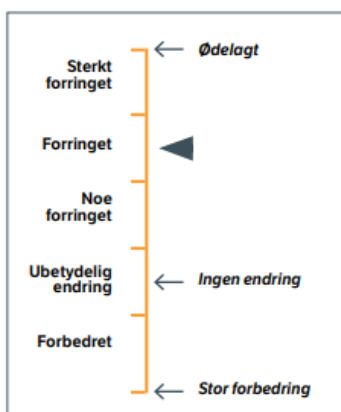 Ødelagt
Sterkt
forringet
Forringet
Noe
forringet
Ubetydelig
endring
Ingen endring
Forbedret
Stor forbedring